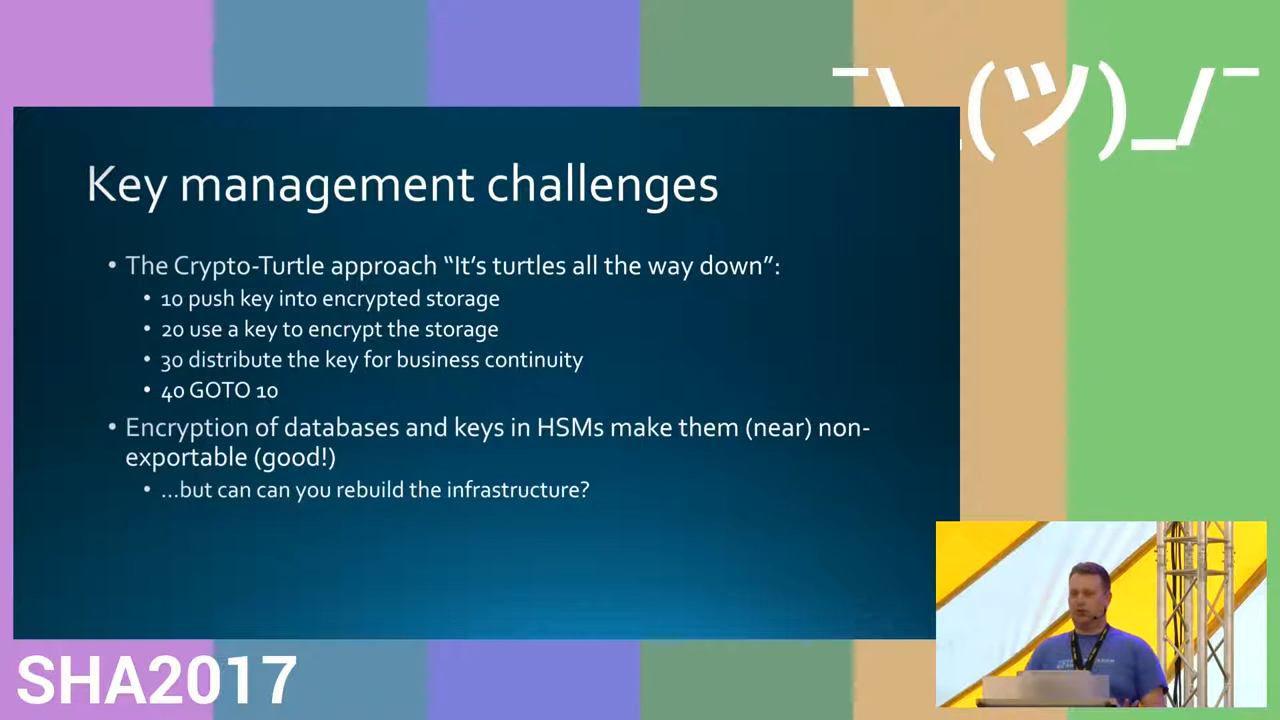 ¯\_(ツ)_/¯
Key management challenges
• The Crypto-Turtle approach “It’s turtles all the way down”:
• 10 push key into encrypted storage
• 20 use a key to encrypt the storage
• 30 distribute the key for business continuity
• 40 GOTO 10
• Encryption of databases and keys in HSMs make them (near) non-
exportable (good!)
• …but can can you rebuild the infrastructure?
SHA2017